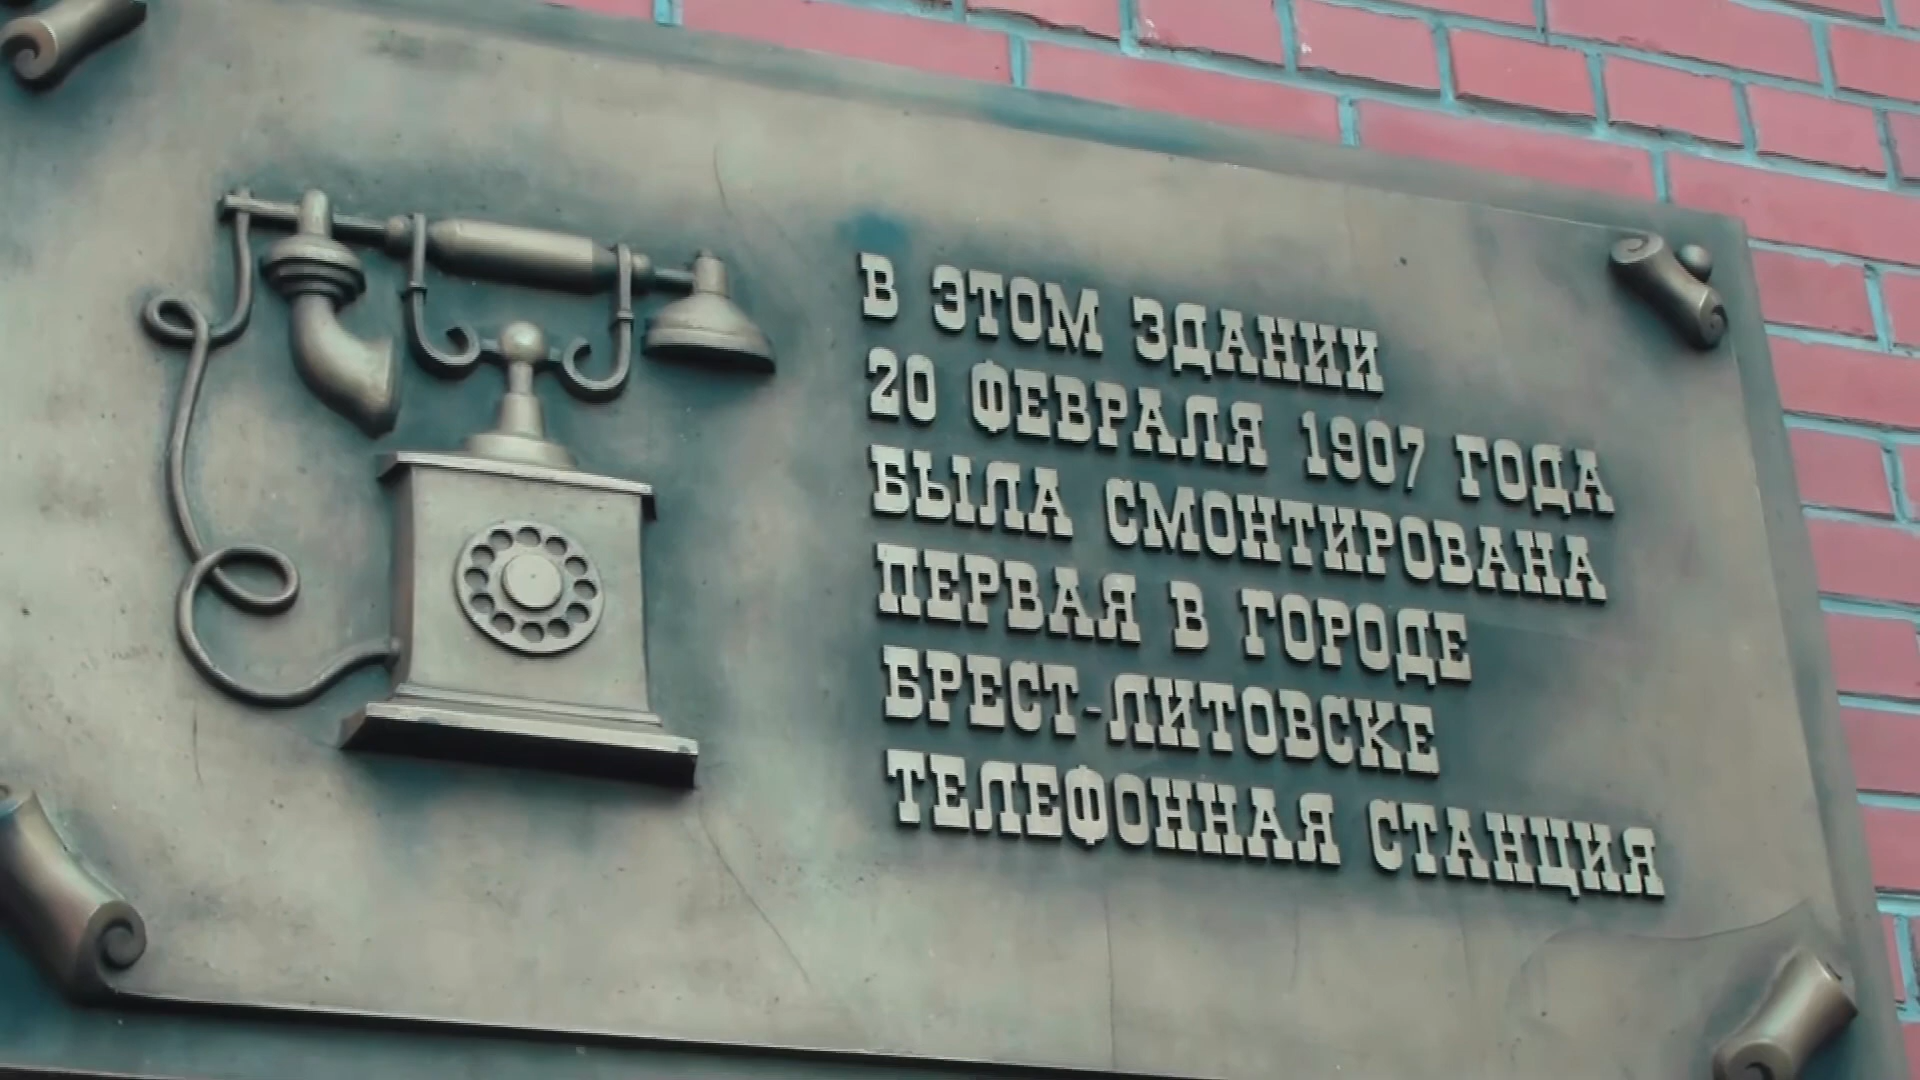 В ЭТОМ ЗДАНИИ
20 ФЕВРАЛЯ 1907 ГОДА
БЫЛА СМОНТИРОВАНА
ПЕРВАЯ В ГОРОДЕ
БРЕСТ-ЛИТОВСКЕ
ТЕЛЕФОННАЯ СТАНЦИЯ